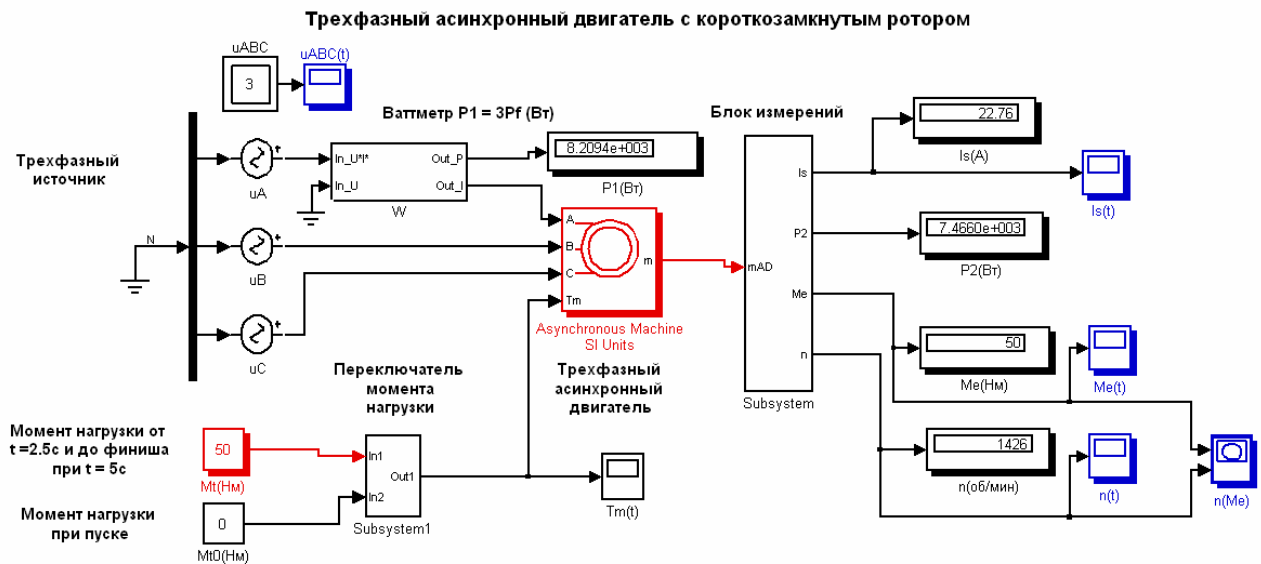 Трехфазный асинхронный двигатель с короткозамкнутым ротором
uABC
uABC(t)
3
Ваттметр P1 = 3Pf (Вт)
Блок измерений
22.76
Is(A)
8.2094e+003
P1(Вт)
Трехфазный
источник
uA
In_U*I*
Out_P
In_U
Out_I
W
Is
Is(t)
A
B
C
Tm
m
N
uB
mAD
P2
7.4660e+003
P2(Вт)
Me
Asynchronous Machine
SI Units
uC
50
Me(Нм)
Me(t)
n
Subsystem
Переключатель
момента
нагрузки
Трехфазный
асинхронный
двигатель
Момент нагрузки от
t =2.5с и до финиша
при t = 5с
50
Mt(Нм)
In1
In2
Out1
Subsystem1
Tm(t)
1426
n(об/мин)
n(t)
n(Me)
Момент нагрузки
при пуске
0
Mt0(Нм)